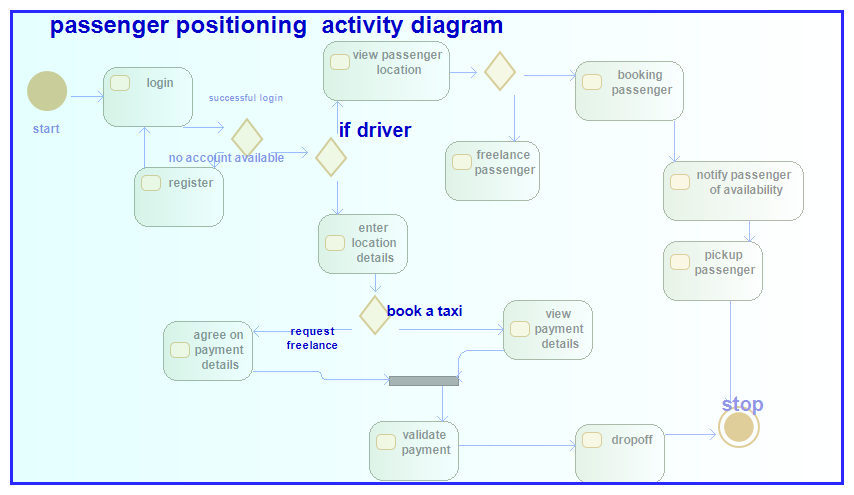 passenger positioning  activity diagram
start
login
successful login
no account available
register
if driver
view passenger
location
freelance
passenger
booking
passenger
notify passenger
of availability
pickup
passenger
enter
location
details
book a taxi
request
freelance
agree on
payment
details
view
payment
details
validate
payment
dropoff
stop